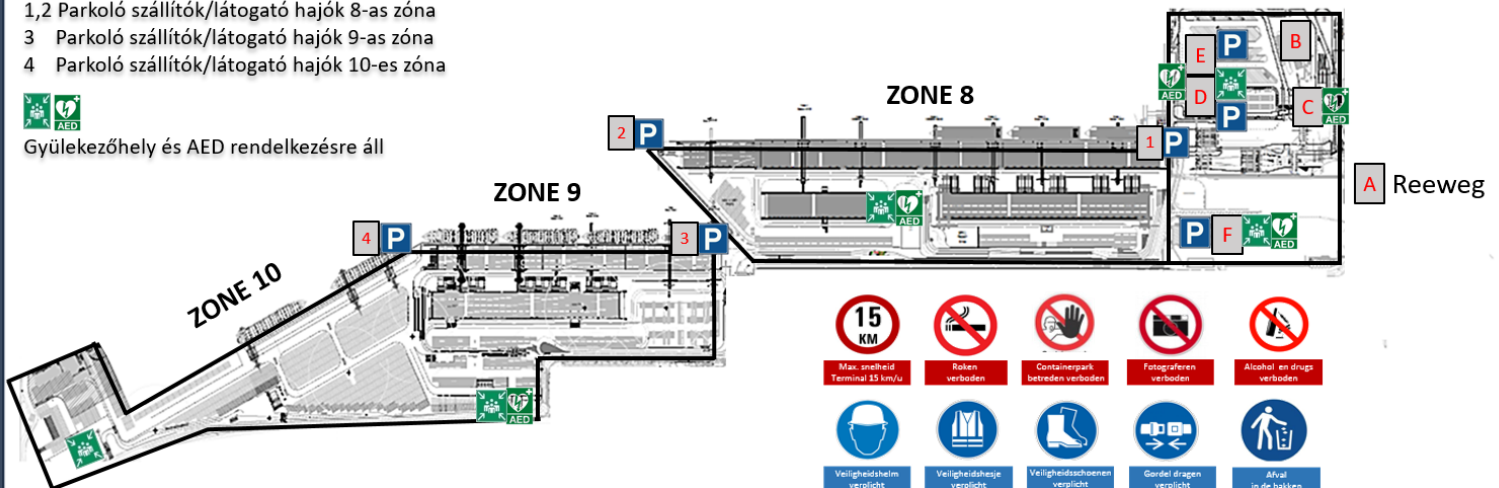 1,2 Parkoló szállítók/látogató hajók 8-as zóna
3 Parkoló szállítók/látogató hajók 9-as zóna
4 Parkoló szállítók/látogató hajók 10-es zóna
AED
Gyülekezőhely és AED rendelkezésre áll
ZONE 8
ZONE 9
ZONE 10
2 P
1 P
4 P
3 P
E P
B
AED
D
P
C
AED
A Reeweg
P F
AED
AED
AED
15
KM
Max. snelheid
Terminal 15 km/u
Roken
verboden
Containerpark
betreden verboden
Fotograferen
verboden
Alcohol en drugs
verboden
Veiligheidshelm
verplicht
Veiligheidshesje
verplicht
Veiligheidsschoenen
verplicht
Gordel dragen
verplicht
Afval
in de bakken